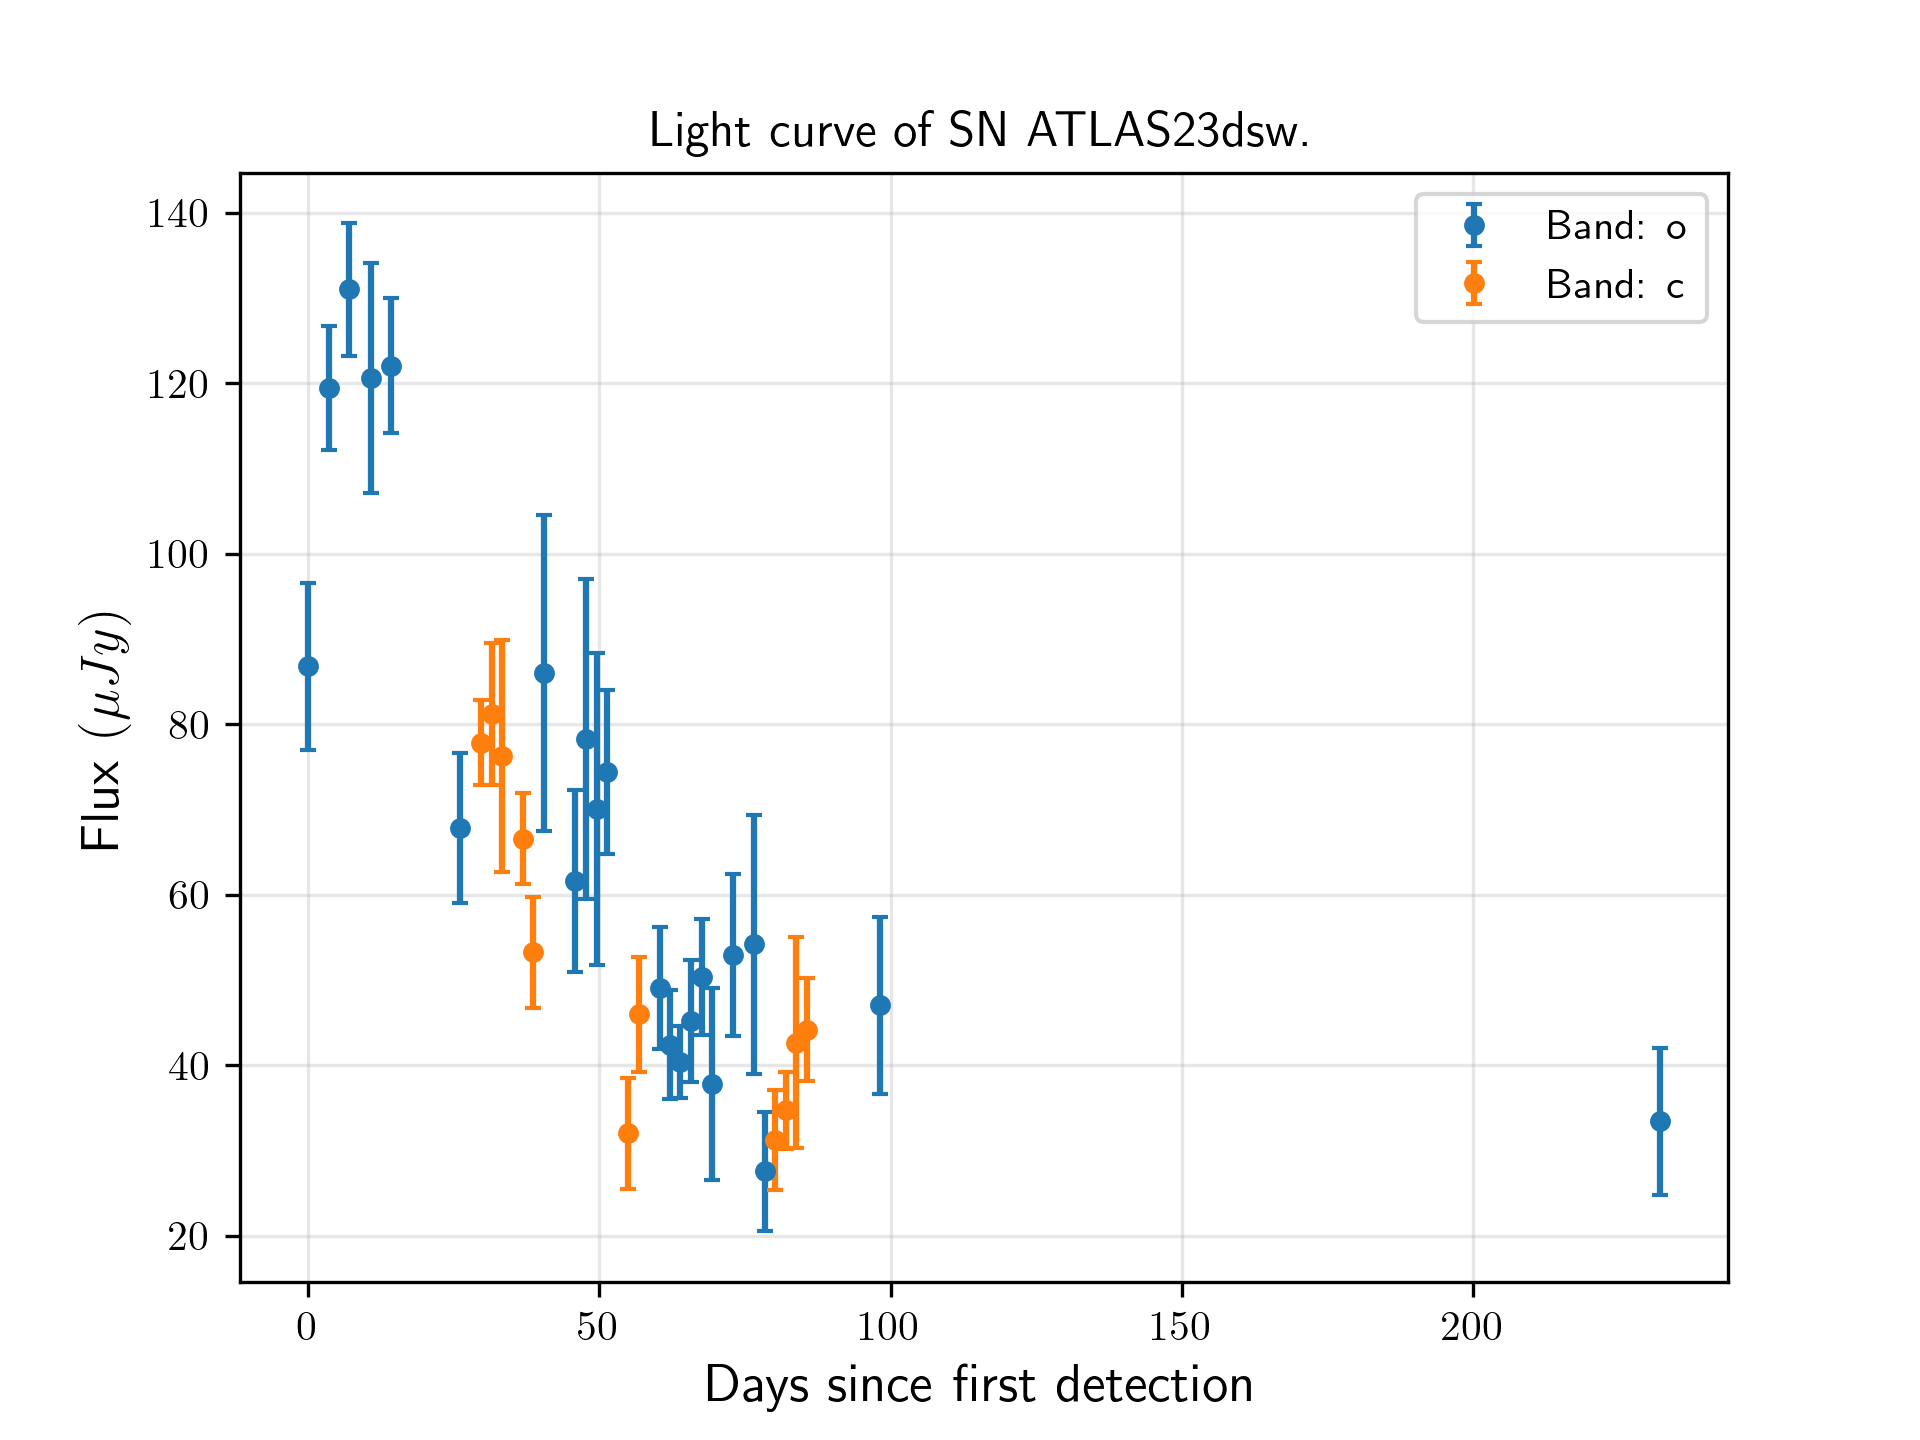 Light curve of SN ATLAS23dsw.
Band: o
Band: c
140
120
100
80
60
40
20
Flux (μJy)
0 50 100 150 200
Days since first detection